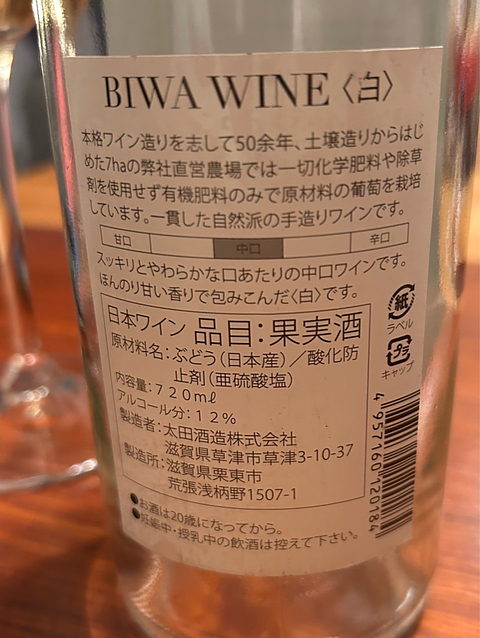 BIWA WINE〈白〉
本格ワイン造りを志して50余年、土壌造りからはじ
めた7haの弊社直営農場では一切化学肥料や除草
剤を使用せず有機肥料のみで原材料の葡萄を栽培
しています。一貫した自然派の手造りワインです。
甘口 中口 辛口
スッキリとやわらかな口あたりの中口ワインです。
ほんのり甘い香りで包みこんだ〈白〉です。
日本ワイン 品目:果実酒
原材料名:ぶどう(日本産)/酸化防
止剤(亜硫酸塩)
内容量:720mℓ
アルコール分:12%
製造者:太田酒造株式会社
滋賀県草津市草津3-10-37
製造所:滋賀県栗東市
荒張浅柄野1507-1
紙
ラベル
プラ
キャップ
4957160120184
●お酒は20歳になってから。
●妊娠中・授乳中の飲酒は控えて下さい。